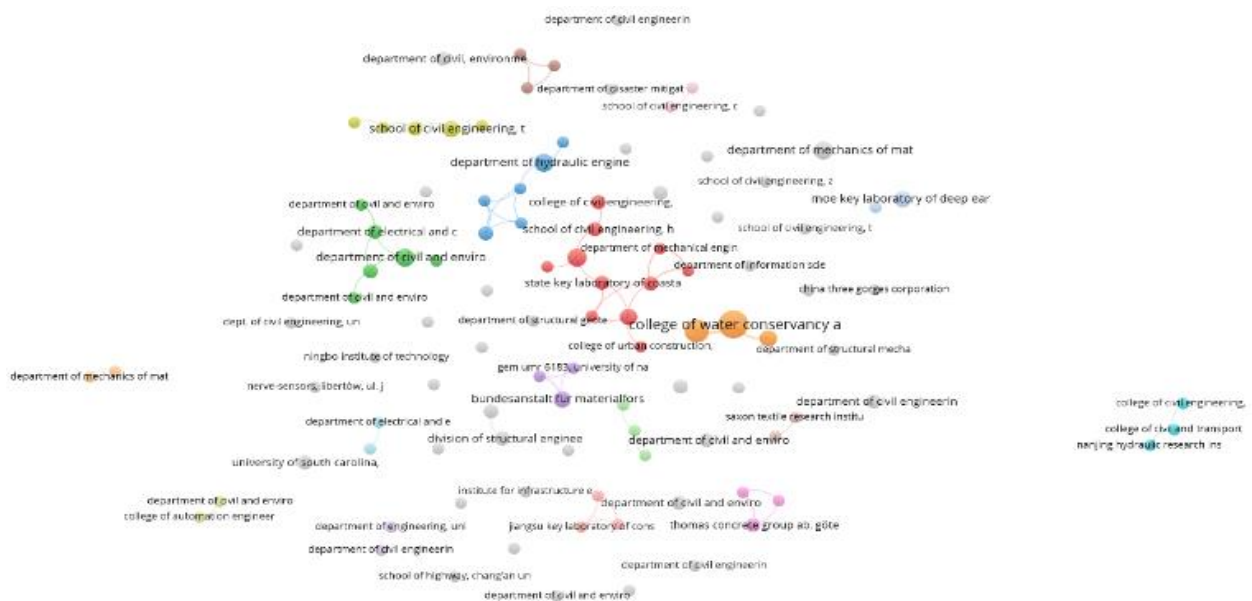 department of civil engineerin
department of civil, environme
department of disaster mitigat
school of civil engineering, c
school of civil engineering, t
department of mechanics of mat
department of hydraulic engine
school of civil engineering, z
moe key laboratory of deep ear
department of civil and enviro
college of civil engineering,
department of electrical and c
school of civil engineering, h
school of civil engineering, t
department of mechanical engin
department of civil and enviro
department of information scie
state key laboratory of coasta
china three gorges corporation
department of civil and enviro
dept. of civil engineering, un
department of structural geote
college of water conservancy a
college of urban construction,
department of structural mecha
ningbo institute of technology
gem umr 6183, university of na
department of mechanics of mat
nerve-sensors, libertów, ul. j
bundesanstalt fur materialfors
department of civil engineerin
college of civil engineering,
saxon textile research institu
department of electrical and e
college of civil and transport
division of structural enginee
department of civil and enviro
nanjing hydraulic research ins
university of south carolina,
institute for infrastructure e
department of civil and enviro
department of civil and enviro
college of automation engineer
department of engineering, uni
jiangsu key laboratory of cons
thomas concrete group ab, göte
department of civil engineerin
department of civil engineerin
school of highway, chang'an un
department of civil and enviro